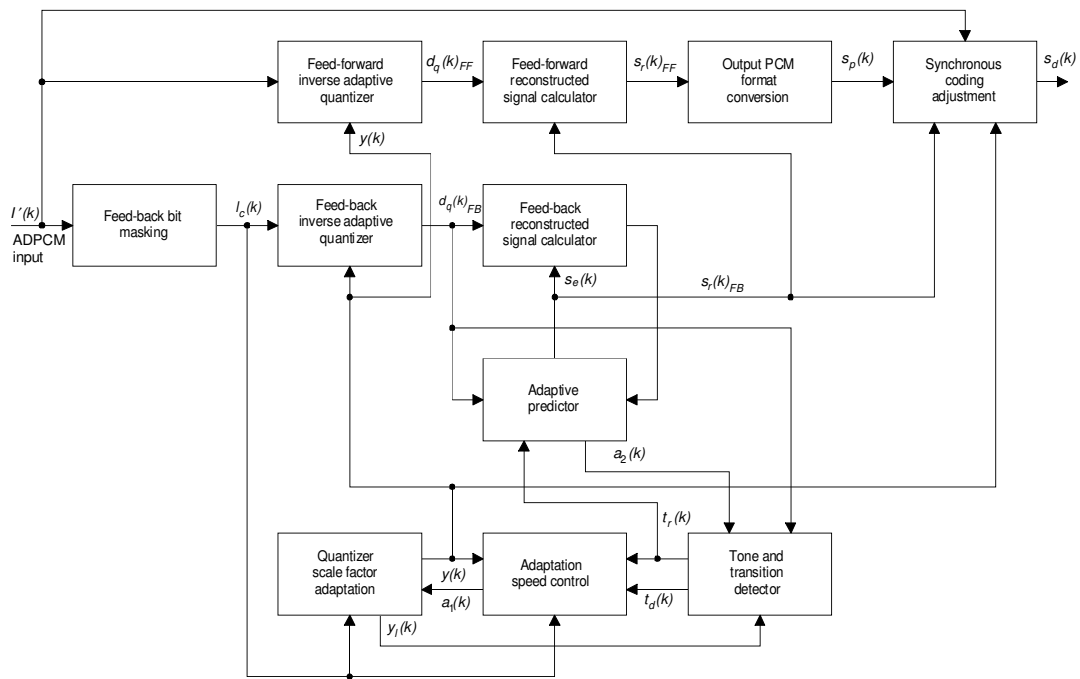 Feed-forward
inverse adaptive
quantizer
d_q(k)_FF
Feed-forward
reconstructed
signal calculator
s_r(k)_FF
Output PCM
format
conversion
s_p(k)
Synchronous
coding
adjustment
s_d(k)
y(k)
I′(k)
ADPCM
input
Feed-back bit
masking
I_c(k)
Feed-back
inverse adaptive
quantizer
d_q(k)_FB
Feed-back
reconstructed
signal calculator
s_e(k)
s_r(k)_FB
Adaptive
predictor
a_2(k)
t_r(k)
Quantizer
scale factor
adaptation
y(k)
a_1(k)
Adaptation
speed control
t_d(k)
Tone and
transition
detector
y_l(k)